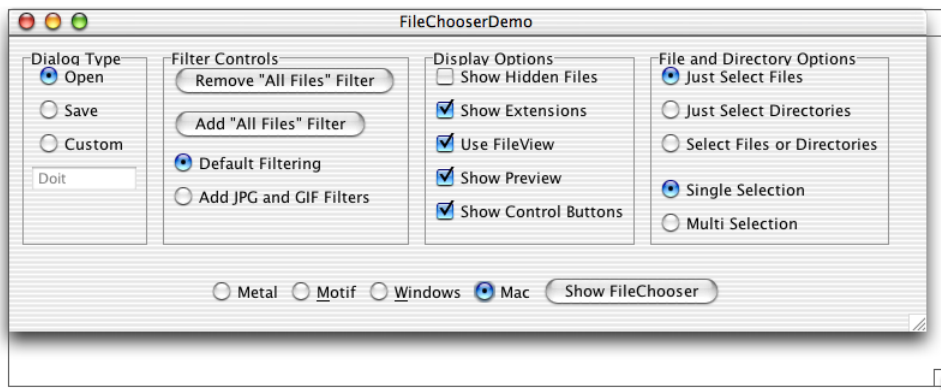 FileChooserDemo
Dialog Type
Open
Save
Custom
Doit
Filter Controls
Remove "All Files" Filter
Add "All Files" Filter
Default Filtering
Add JPG and GIF Filters
Display Options
Show Hidden Files
Show Extensions
Use FileView
Show Preview
Show Control Buttons
File and Directory Options
Just Select Files
Just Select Directories
Select Files or Directories
Single Selection
Multi Selection
Metal Motif Windows Mac Show FileChooser